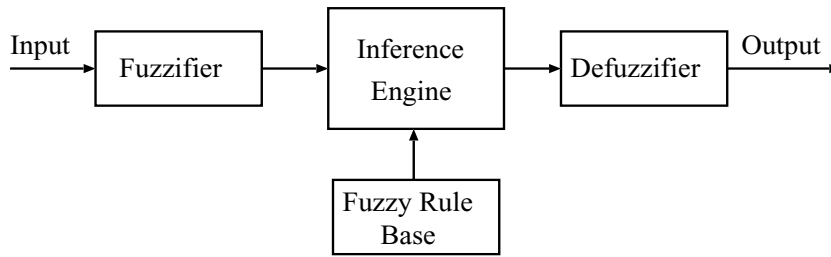 Input
Fuzzifier
Inference
Engine
Defuzzifier
Output
Fuzzy Rule
Base